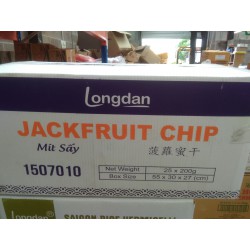 Longdan
JACKFRUIT CHIP
Mít Sấy
菠蘿蜜干
1507010
Net Weight 25 x 200g
Box Size 55 x 30 x 27 (cm)
Longdan
SAIGON RICE VERMICELLI